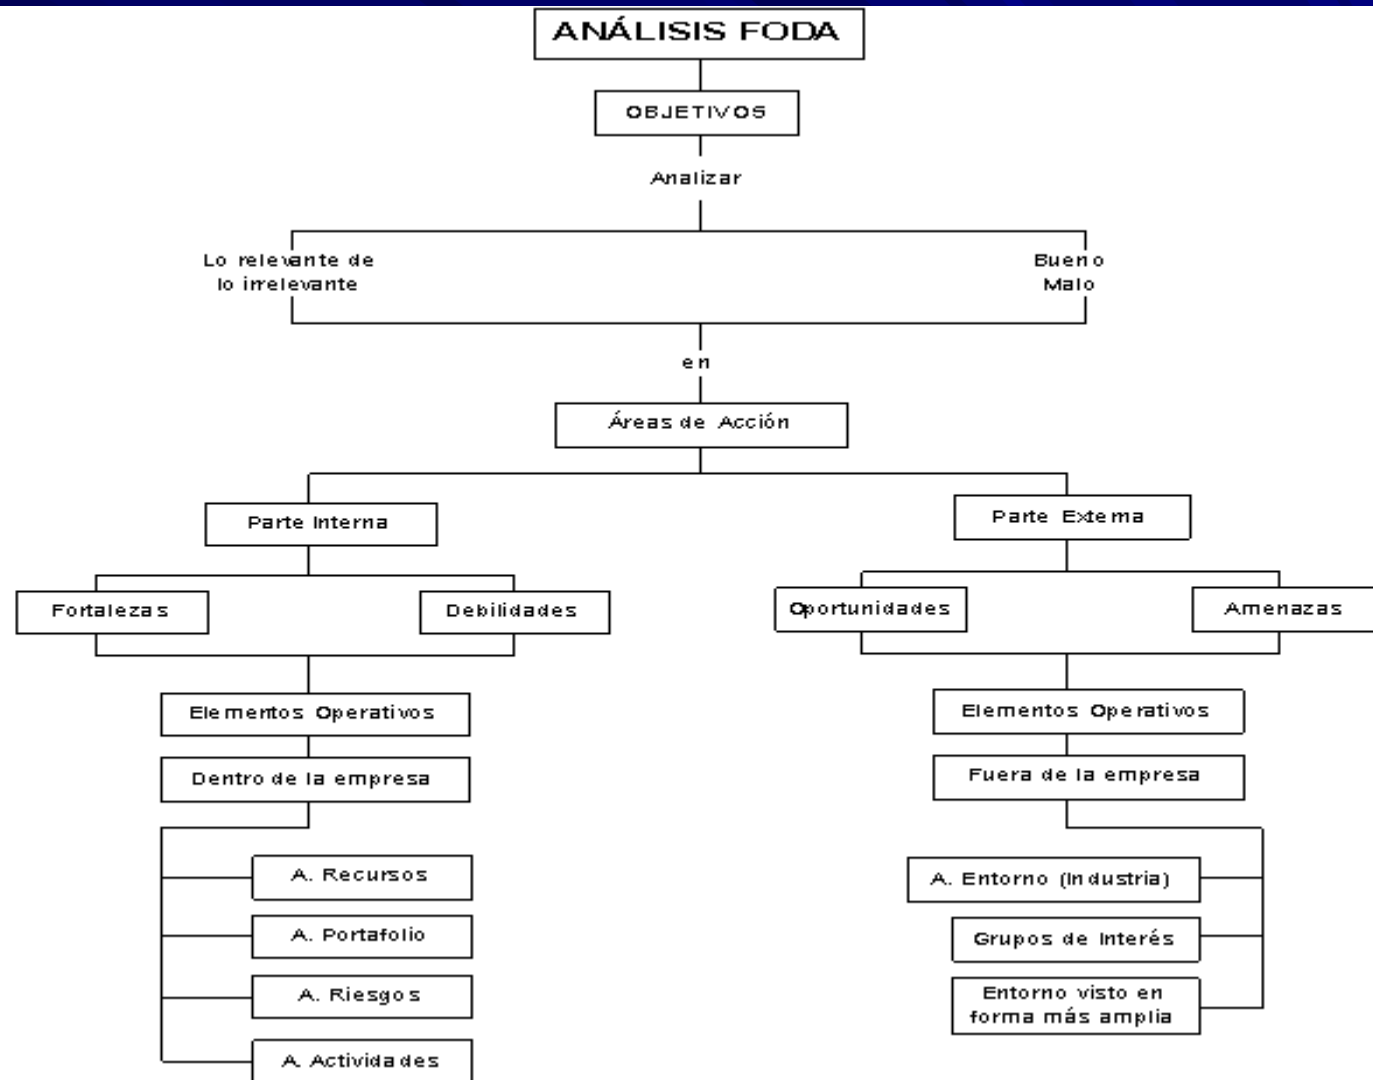 ANÁLISIS FODA
OBJETIVOS
Analizar
Lo relevante de
lo irrelevante
Bueno
Malo
en
Áreas de Acción
Parte Interna
Parte Externa
Fortalezas
Debilidades
Oportunidades
Amenazas
Elementos Operativos
Elementos Operativos
Dentro de la empresa
Fuera de la empresa
A. Recursos
A. Entorno (Industria)
A. Portafolio
Grupos de Interés
A. Riesgos
Entorno visto en
forma más amplia
A. Actividades